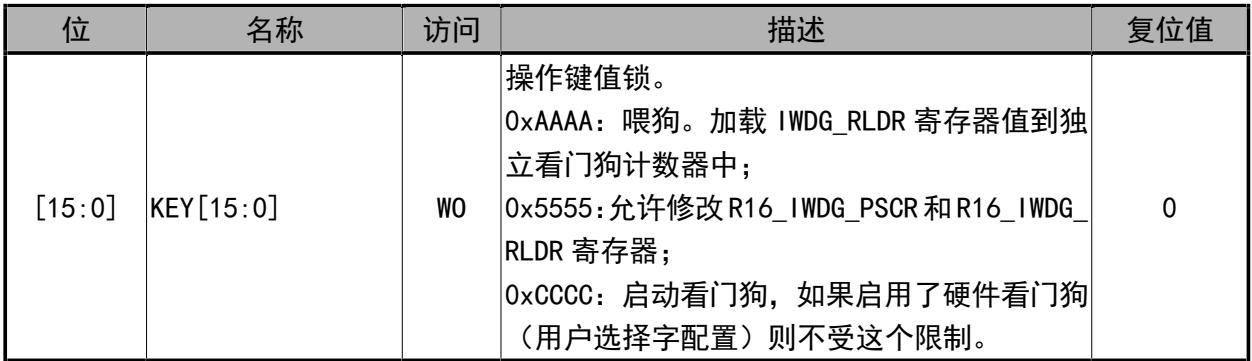 位 名称 访问 描述 复位值
操作键值锁。
0xAAAA：喂狗。加载 IWDG_RLDR 寄存器值到独
立看门狗计数器中；
[15:0] KEY[15:0] WO 0x5555：允许修改 R16_IWDG_PSCR 和 R16_IWDG_ 0
RLDR 寄存器；
0xCCCC：启动看门狗，如果启用了硬件看门狗
（用户选择字配置）则不受这个限制。